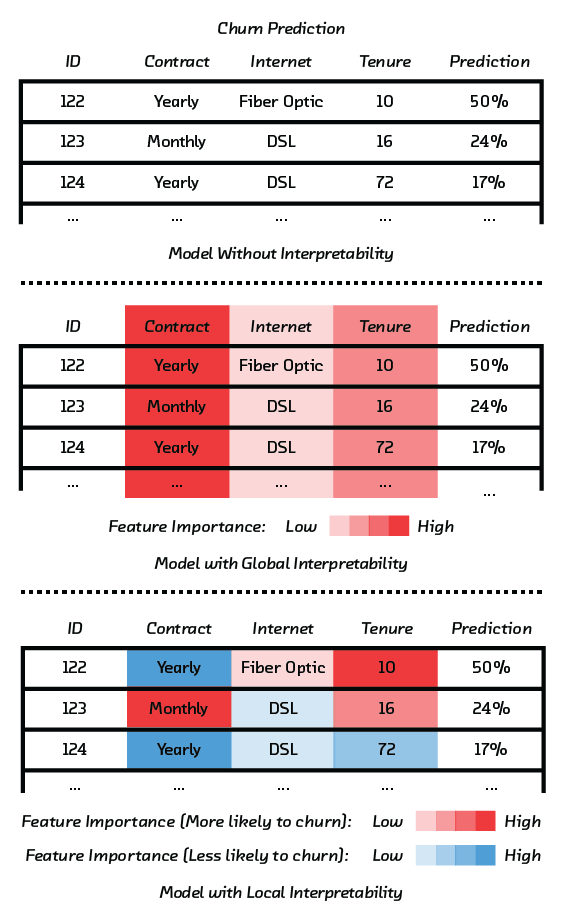 Churn Prediction
ID Contract Internet Tenure Prediction
122 Yearly Fiber Optic 10 50%
123 Monthly DSL 16 24%
124 Yearly DSL 72 17%
... ... ... ... ...
Model Without Interpretability
ID Contract Internet Tenure Prediction
122 Yearly Fiber Optic 10 50%
123 Monthly DSL 16 24%
124 Yearly DSL 72 17%
... ... ... ... ...
Feature Importance: Low High
Model with Global Interpretability
ID Contract Internet Tenure Prediction
122 Yearly Fiber Optic 10 50%
123 Monthly DSL 16 24%
124 Yearly DSL 72 17%
... ... ... ... ...
Feature Importance (More likely to churn): Low High
Feature Importance (Less likely to churn): Low High
Model with Local Interpretability